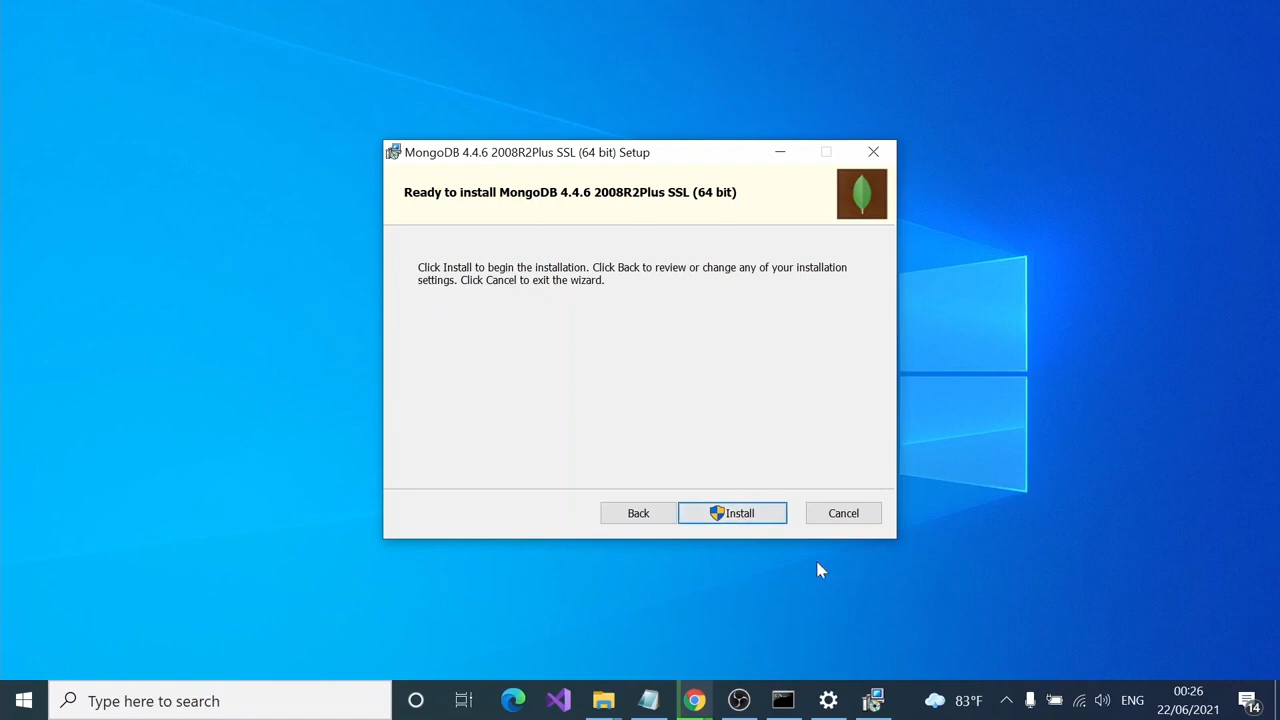 MongoDB 4.4.6 2008R2Plus SSL (64 bit) Setup
Ready to install MongoDB 4.4.6 2008R2Plus SSL (64 bit)
Click Install to begin the installation. Click Back to review or change any of your installation
settings. Click Cancel to exit the wizard.
Back
Install
Cancel
Type here to search
83°F
ENG
00:26
22/06/2021
14